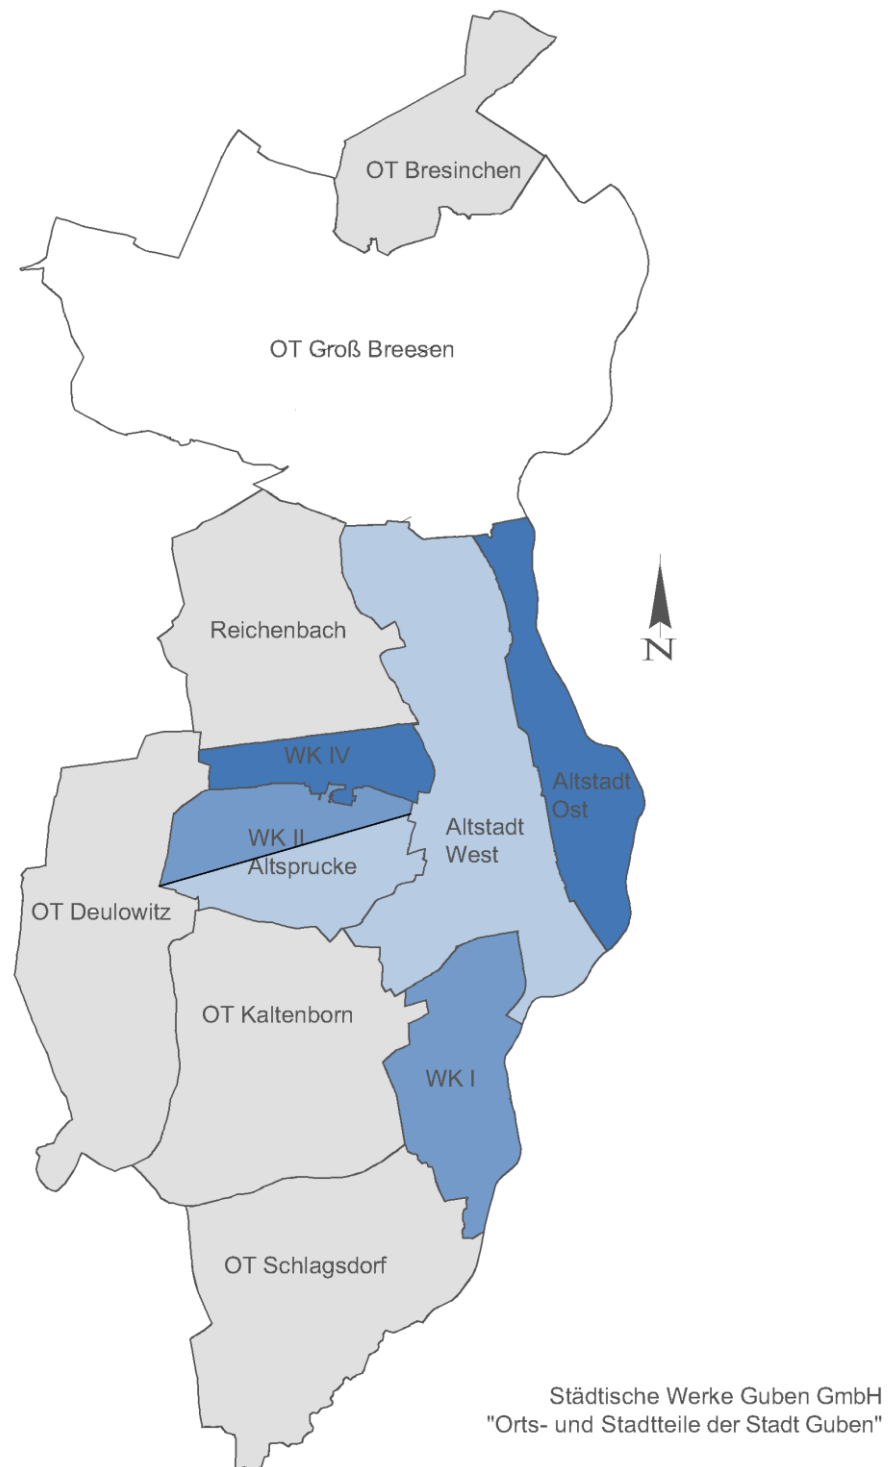 OT Bresinchen
OT Groß Breesen
Reichenbach
N
WK IV
Altstadt
Ost
WK II
Altstadt
West
Altsprucke
OT Deulowitz
OT Kaltenborn
WK I
OT Schlagsdorf
Städtische Werke Guben GmbH
"Orts- und Stadtteile der Stadt Guben"